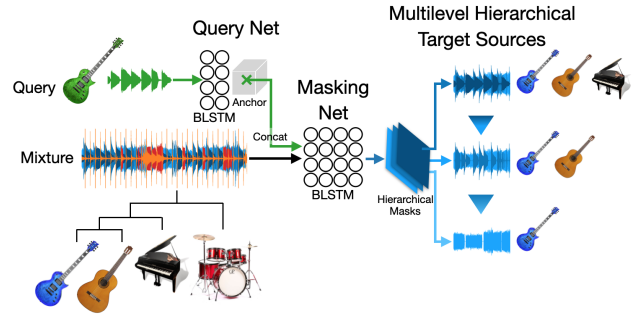 Query Net
Multilevel Hierarchical
Target Sources
Query
BLSTM
Anchor
Masking
Net
Concat
Mixture
BLSTM
Hierarchical
Masks